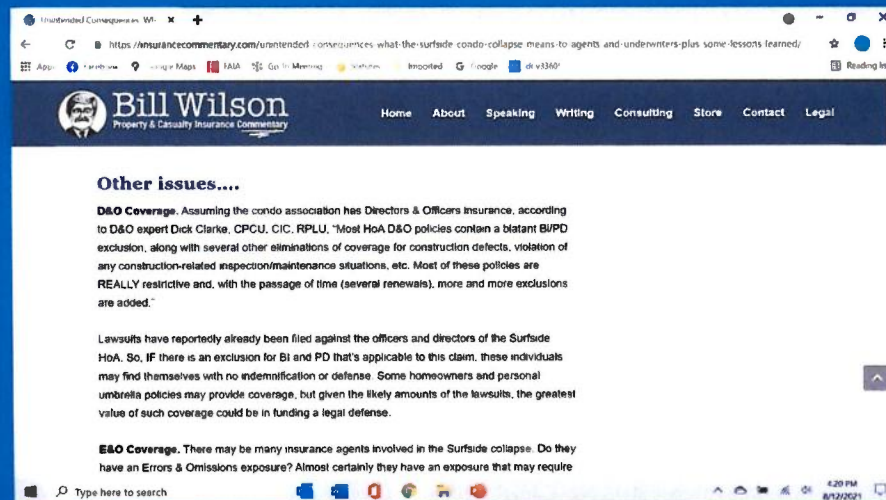 Unintended Consequences: Wh
https://insurancecommentary.com/unintended-consequences-what-the-surfside-condo-collapse-means-to-agents-and-underwriters-plus-some-lessons-learned/
Apps Facebook Google Maps FAIA Go To Meeting Statutes Imported Google Reading
Bill Wilson
Property & Casualty Insurance Commentary
Home About Speaking Writing Consulting Store Contact Legal
Other issues....
D&O Coverage. Assuming the condo association has Directors & Officers insurance, according
to D&O expert Dick Clarke, CPCU, CIC, RPLU, "Most HoA D&O policies contain a blatant BI/PD
exclusion, along with several other eliminations of coverage for construction defects, violation of
any construction-related inspection/maintenance situations, etc. Most of these policies are
REALLY restrictive and, with the passage of time (several renewals), more and more exclusions
are added."
Lawsuits have reportedly already been filed against the officers and directors of the Surfside
HoA. So, IF there is an exclusion for BI and PD that's applicable to this claim, these individuals
may find themselves with no indemnification or defense. Some homeowners and personal
umbrella policies may provide coverage, but given the likely amounts of the lawsuits, the greatest
value of such coverage could be in funding a legal defense.
E&O Coverage. There may be many insurance agents involved in the Surfside collapse. Do they
have an Errors & Omissions exposure? Almost certainly they have an exposure that may require
Type here to search
4:20 PM
8/12/2021